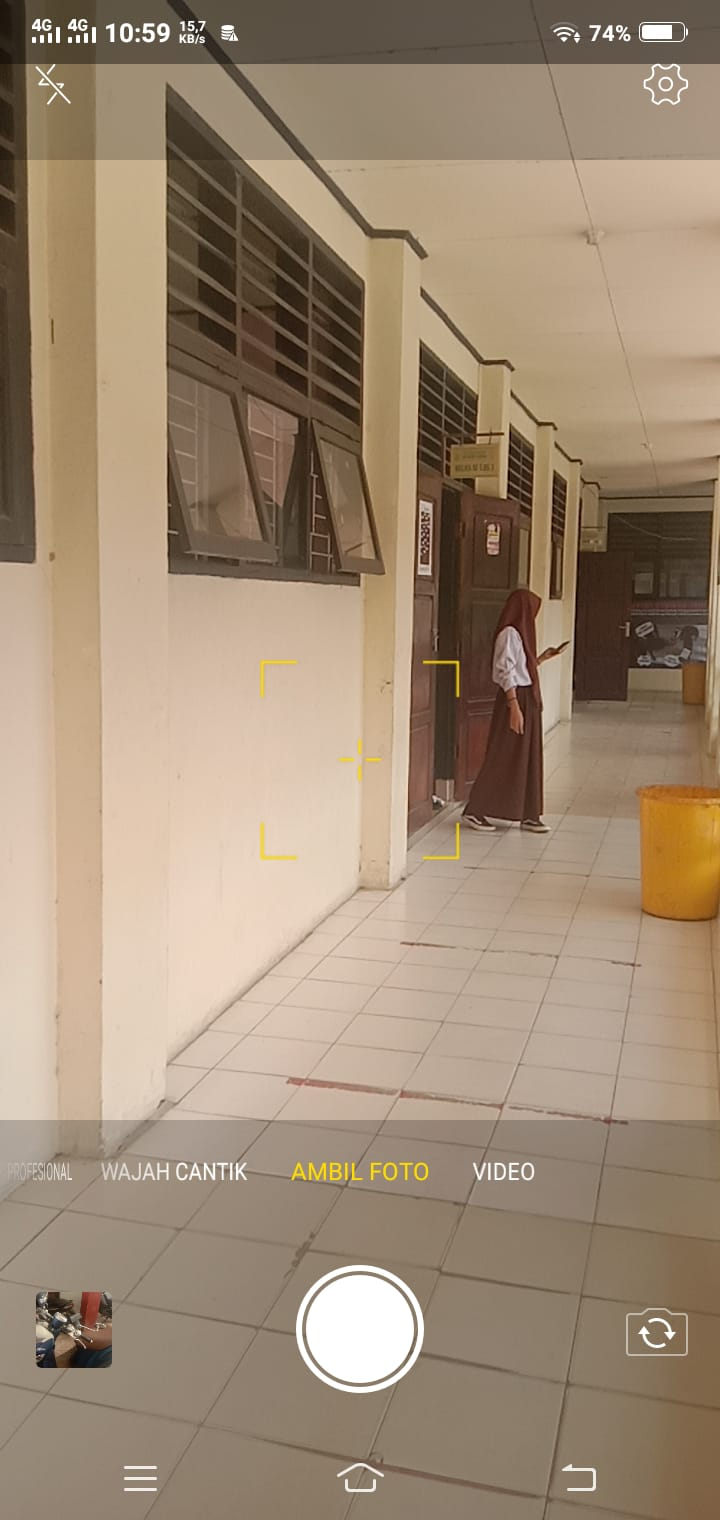 4G 4G 10:59 15,7 KB/s 74%
PROFESIONAL WAJAH CANTIK AMBIL FOTO VIDEO